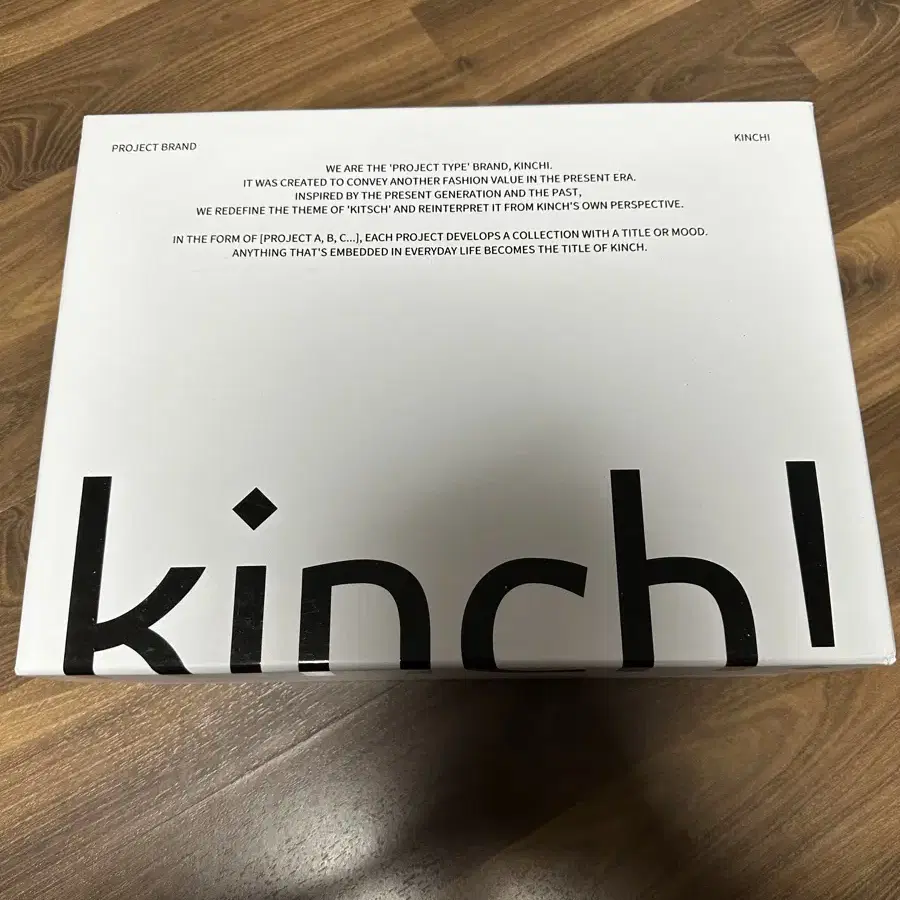 PROJECT BRAND
KINCHI
WE ARE THE 'PROJECT TYPE' BRAND, KINCHI.
IT WAS CREATED TO CONVEY ANOTHER FASHION VALUE IN THE PRESENT ERA.
INSPIRED BY THE PRESENT GENERATION AND THE PAST,
WE REDEFINE THE THEME OF 'KITSCH' AND REINTERPRET IT FROM KINCH'S OWN PERSPECTIVE.
IN THE FORM OF [PROJECT A, B, C...], EACH PROJECT DEVELOPS A COLLECTION WITH A TITLE OR MOOD.
ANYTHING THAT'S EMBEDDED IN EVERYDAY LIFE BECOMES THE TITLE OF KINCH.
kinch!